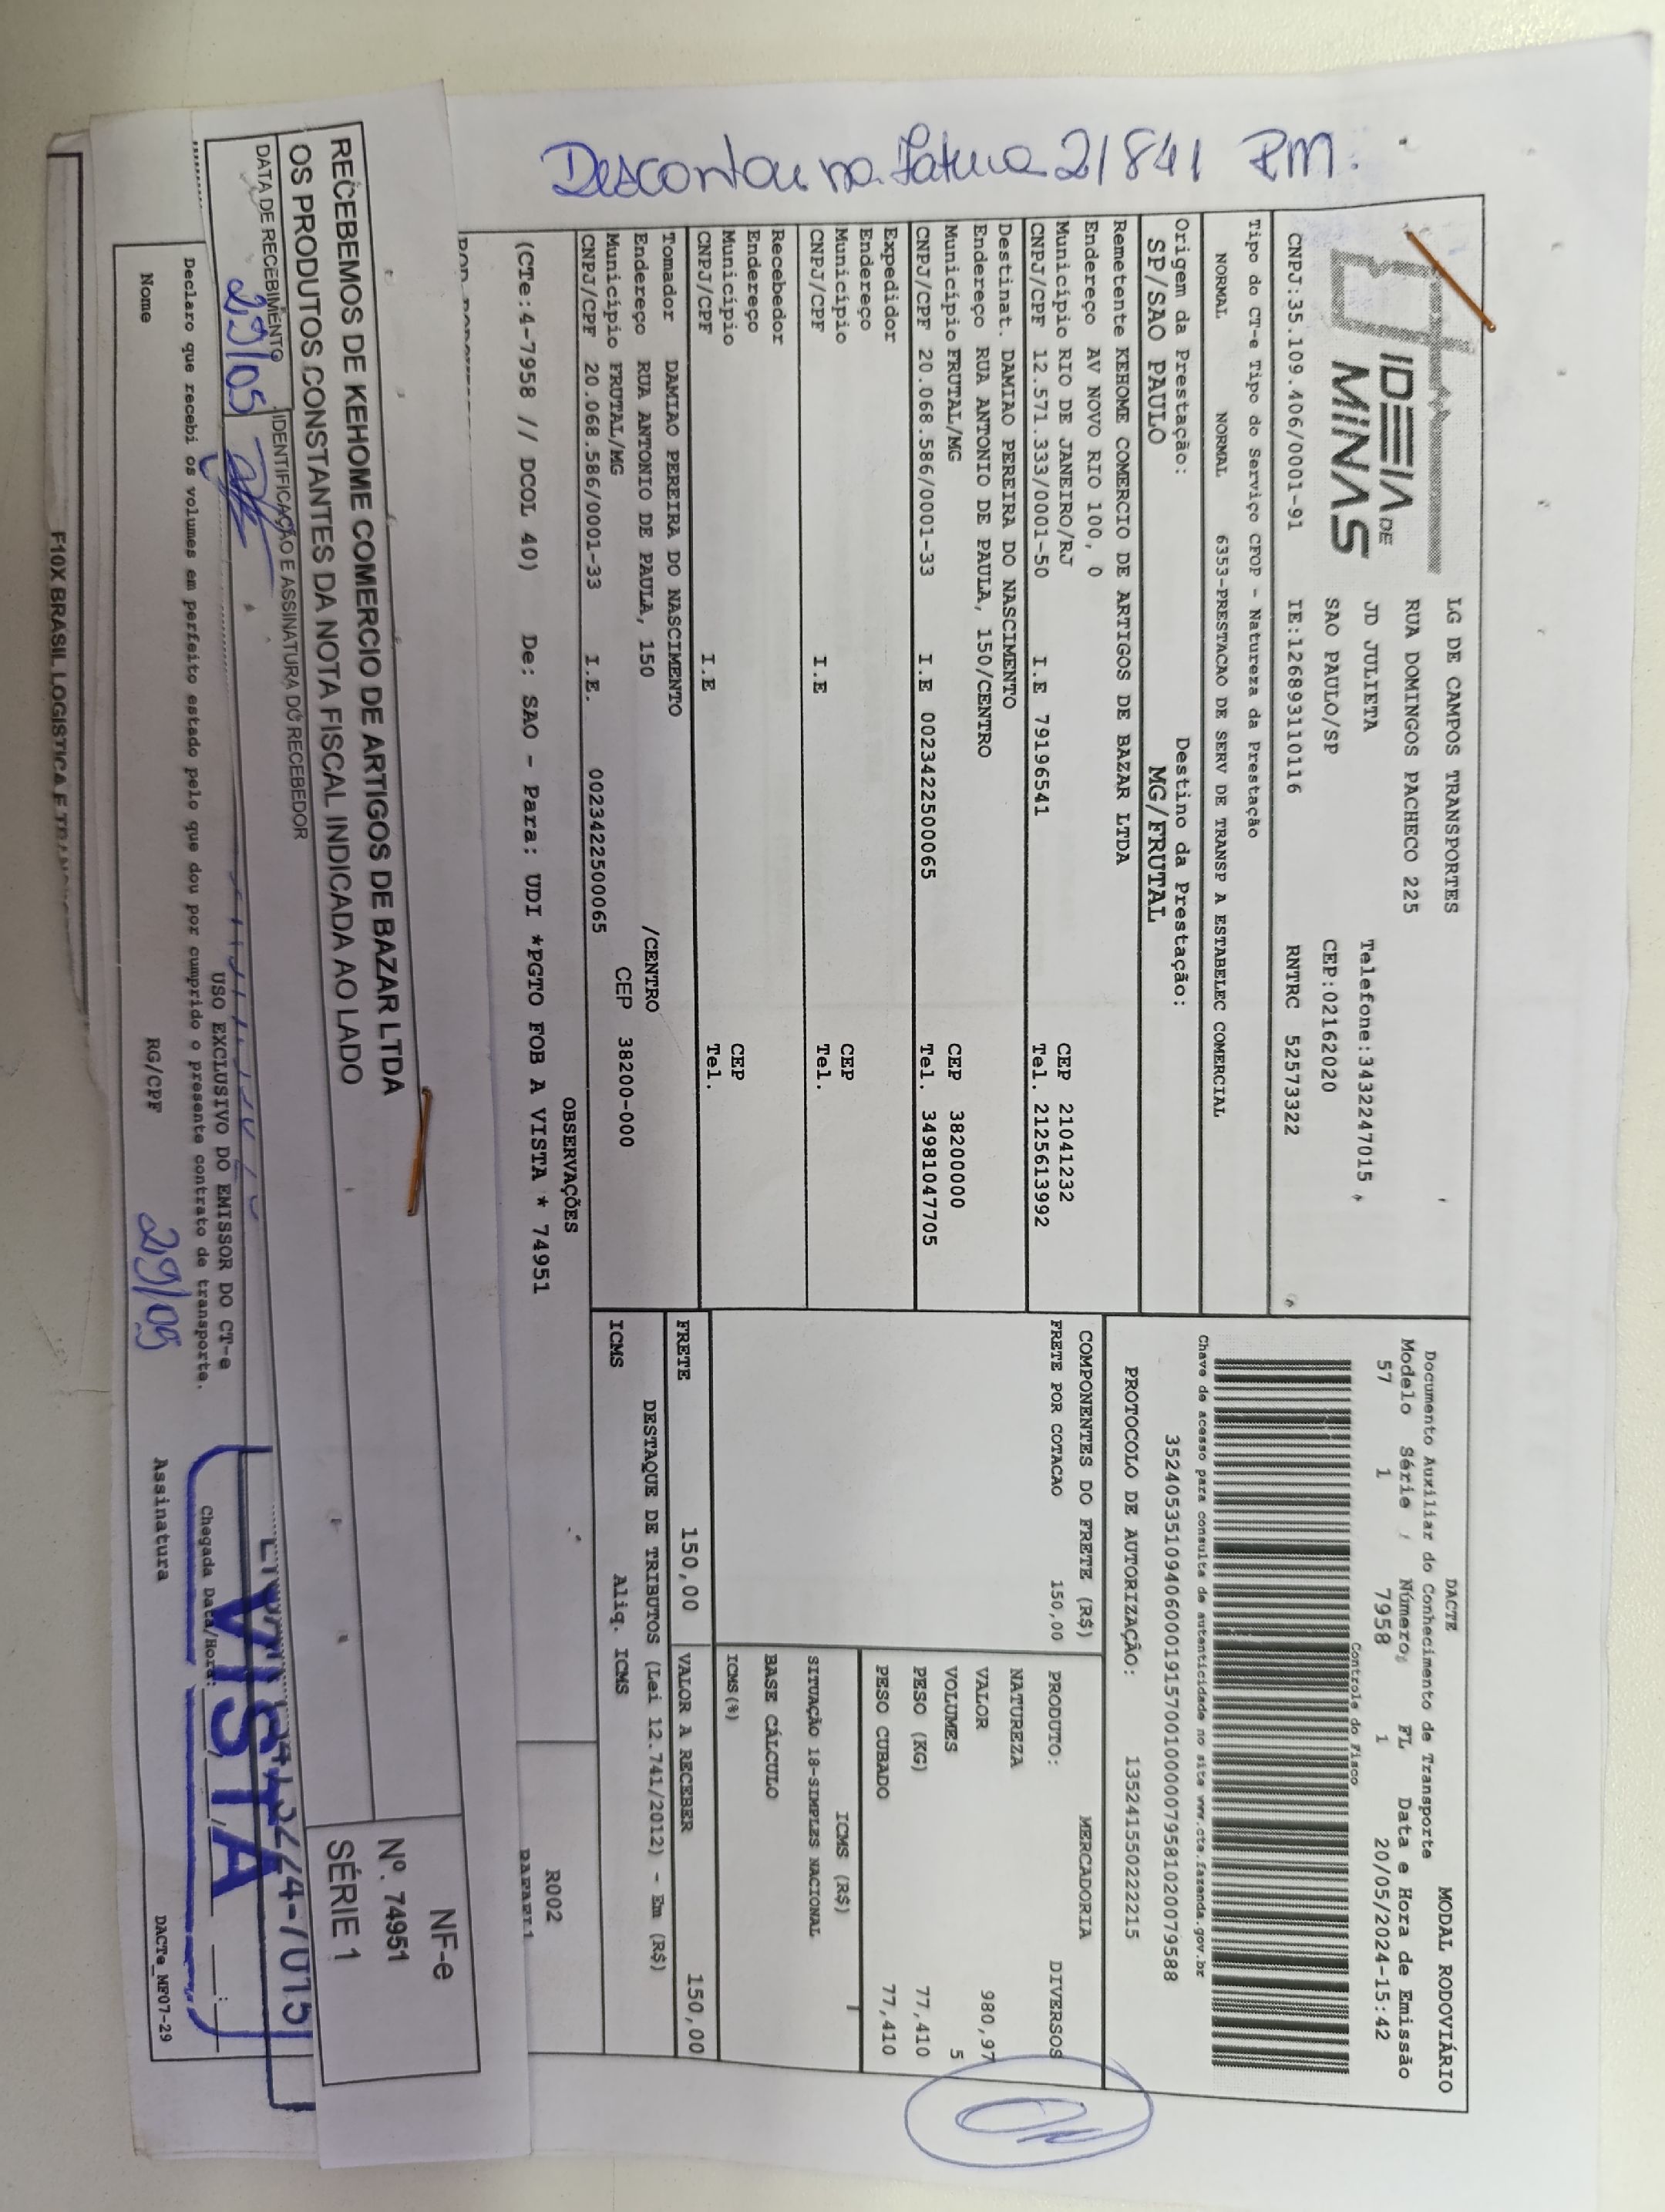 Descontou na fatura 21841 RM.
IDEIA DE
MINAS
LG DE CAMPOS TRANSPORTES
RUA DOMINGOS PACHECO 225
JD JULIETA Telefone:3432247015
SAO PAULO/SP CEP:02162020
CNPJ:35.109.406/0001-91 IE:126893110116 RNTRC 52573322
Tipo do CT-e Tipo do Serviço CFOP - Natureza da Prestação
NORMAL NORMAL 6353-PRESTACAO DE SERV DE TRANSP A ESTABELEC COMERCIAL
Origem da Prestação: Destino da Prestação:
SP/SAO PAULO MG/FRUTAL
Remetente KEHOME COMERCIO DE ARTIGOS DE BAZAR LTDA
Endereço AV NOVO RIO 100, 0
Município RIO DE JANEIRO/RJ CEP 21041232
CNPJ/CPF 12.571.333/0001-50 I.E 79196541 Tel. 2125613992
Destinat. DAMIAO PEREIRA DO NASCIMENTO
Endereço RUA ANTONIO DE PAULA, 150/CENTRO
Município FRUTAL/MG CEP 38200000
CNPJ/CPF 20.068.586/0001-33 I.E 0023422500065 Tel. 34981047705
Expedidor
Endereço
Município CEP
CNPJ/CPF I.E Tel.
Recebedor
Endereço
Município CEP
CNPJ/CPF I.E Tel.
Tomador DAMIAO PEREIRA DO NASCIMENTO
Endereço RUA ANTONIO DE PAULA, 150 /CENTRO
Município FRUTAL/MG CEP 38200-000
CNPJ/CPF 20.068.586/0001-33 I.E. 0023422500065
DACTE MODAL RODOVIÁRIO
Documento Auxiliar do Conhecimento de Transporte
Modelo Série Número FL Data e Hora de Emissão
57 1 7958 1 20/05/2024-15:42
Controle do Fisco
Chave de acesso para consulta de autenticidade no site www.cte.fazenda.gov.br
35240535109406000191570010000079581020079588
PROTOCOLO DE AUTORIZAÇÃO: 135241550222215
COMPONENTES DO FRETE (R$)
FRETE POR COTACAO 150,00
MERCADORIA
PRODUTO: DIVERSOS
NATUREZA
VALOR 980,97
VOLUMES 5
PESO (KG) 77,410
PESO CUBADO 77,410
ICMS (R$)
SITUAÇÃO 18-SIMPLES NACIONAL
BASE CÁLCULO
ICMS(%)
FRETE 150,00 VALOR A RECEBER 150,00
DESTAQUE DE TRIBUTOS (Lei 12.741/2012) - Em (R$)
ICMS Aliq. ICMS
OBSERVAÇÕES
(CTe:4-7958 // DCOL 40) De: SAO - Para: UDI *PGTO FOB A VISTA * 74951
R002
RECEBEMOS DE KEHOME COMERCIO DE ARTIGOS DE BAZAR LTDA
OS PRODUTOS CONSTANTES DA NOTA FISCAL INDICADA AO LADO
NF-e
Nº. 74951
SÉRIE 1
DATA DE RECEBIMENTO IDENTIFICAÇÃO E ASSINATURA DO RECEBEDOR
29/05
USO EXCLUSIVO DO EMISSOR DO CT-e
Declaro que recebi os volumes em perfeito estado pelo que dou por cumprido o presente contrato de transporte.
Chegada Data/Hora: / /
Nome RG/CPF Assinatura DACTe_MF07-29
29/05
VISTA
F10X BRASIL LOGISTICA E